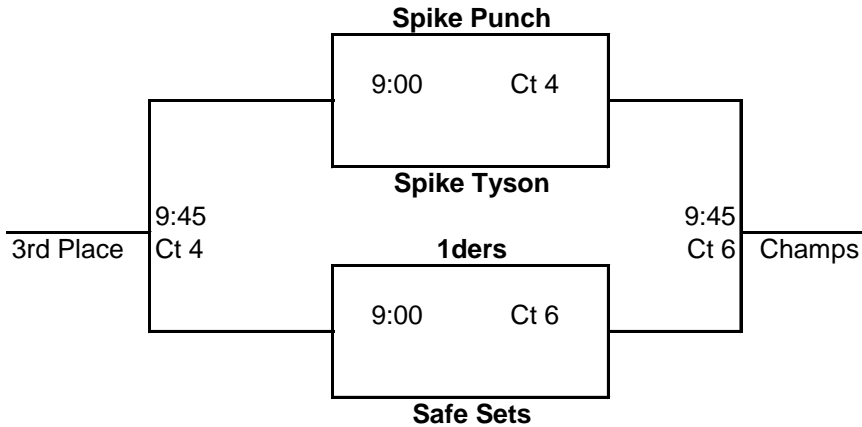 Spike Punch
9:00 Ct 4
Spike Tyson
9:45 9:45
3rd Place Ct 4 1ders Ct 6 Champs
9:00 Ct 6
Safe Sets